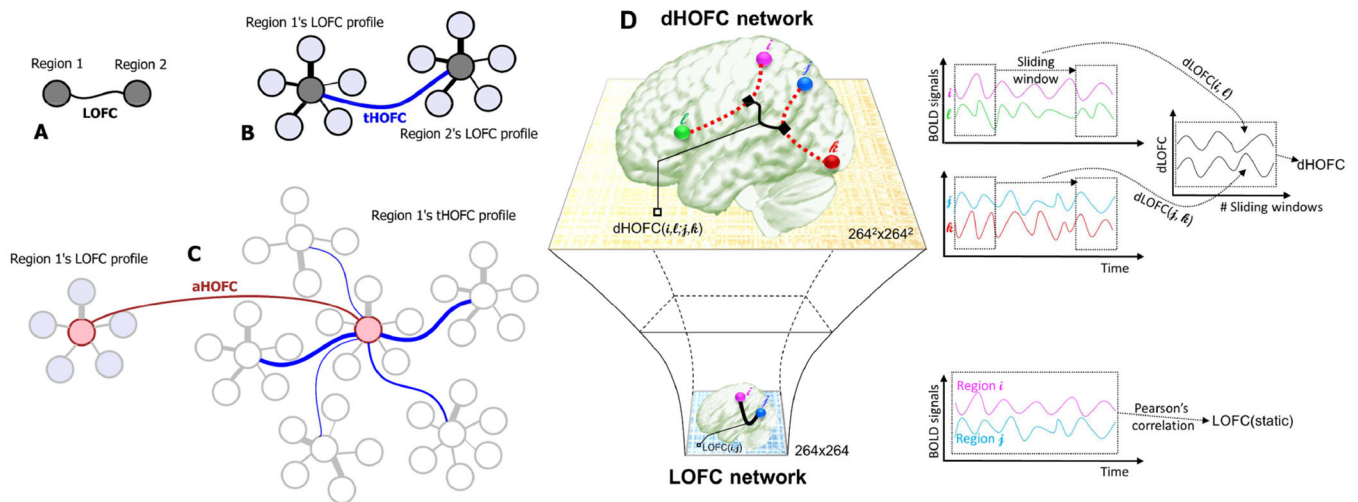 Region 1
Region 2
LOFC
A
Region 1's LOFC profile
tHOFC
B
Region 2's LOFC profile
Region 1's LOFC profile
C
aHOFC
Region 1's tHOFC profile
D
dHOFC network
i
j
ℓ
k
dHOFC(i,ℓ;j,k)
264²x264²
i
j
LOFC(i,j)
264x264
LOFC network
BOLD signals
i
ℓ
Sliding
window
dLOFC(i, ℓ)
BOLD signals
j
k
dLOFC(j, k)
Time
dLOFC
# Sliding windows
dHOFC
BOLD signals
Region i
Region j
Time
Pearson's
correlation
LOFC(static)